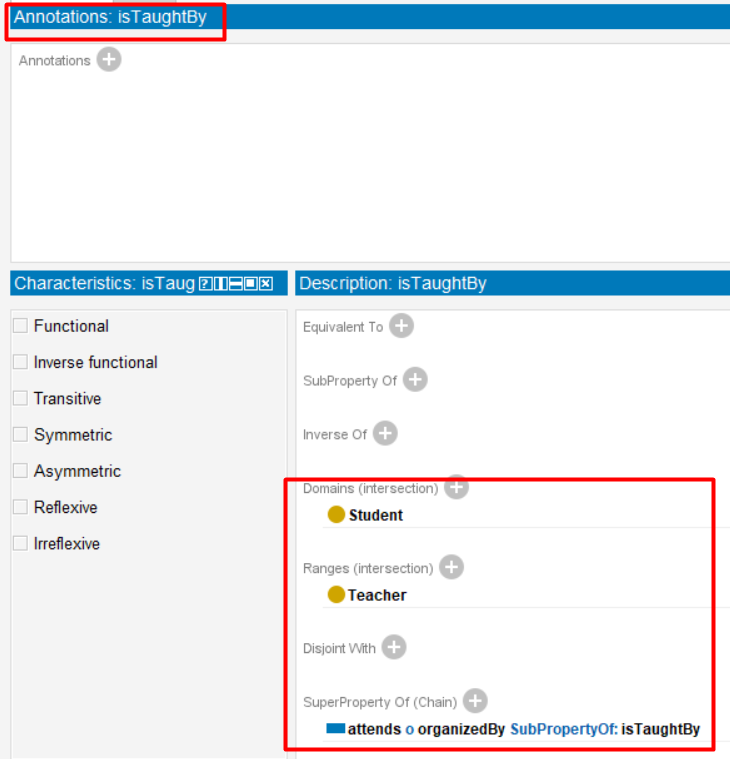 Annotations: isTaughtBy
Annotations
Characteristics: isTaug
Description: isTaughtBy
Functional
Inverse functional
Transitive
Symmetric
Asymmetric
Reflexive
Irreflexive
Equivalent To
SubProperty Of
Inverse Of
Domains (intersection)
Student
Ranges (intersection)
Teacher
Disjoint With
SuperProperty Of (Chain)
attends o organizedBy SubPropertyOf: isTaughtBy